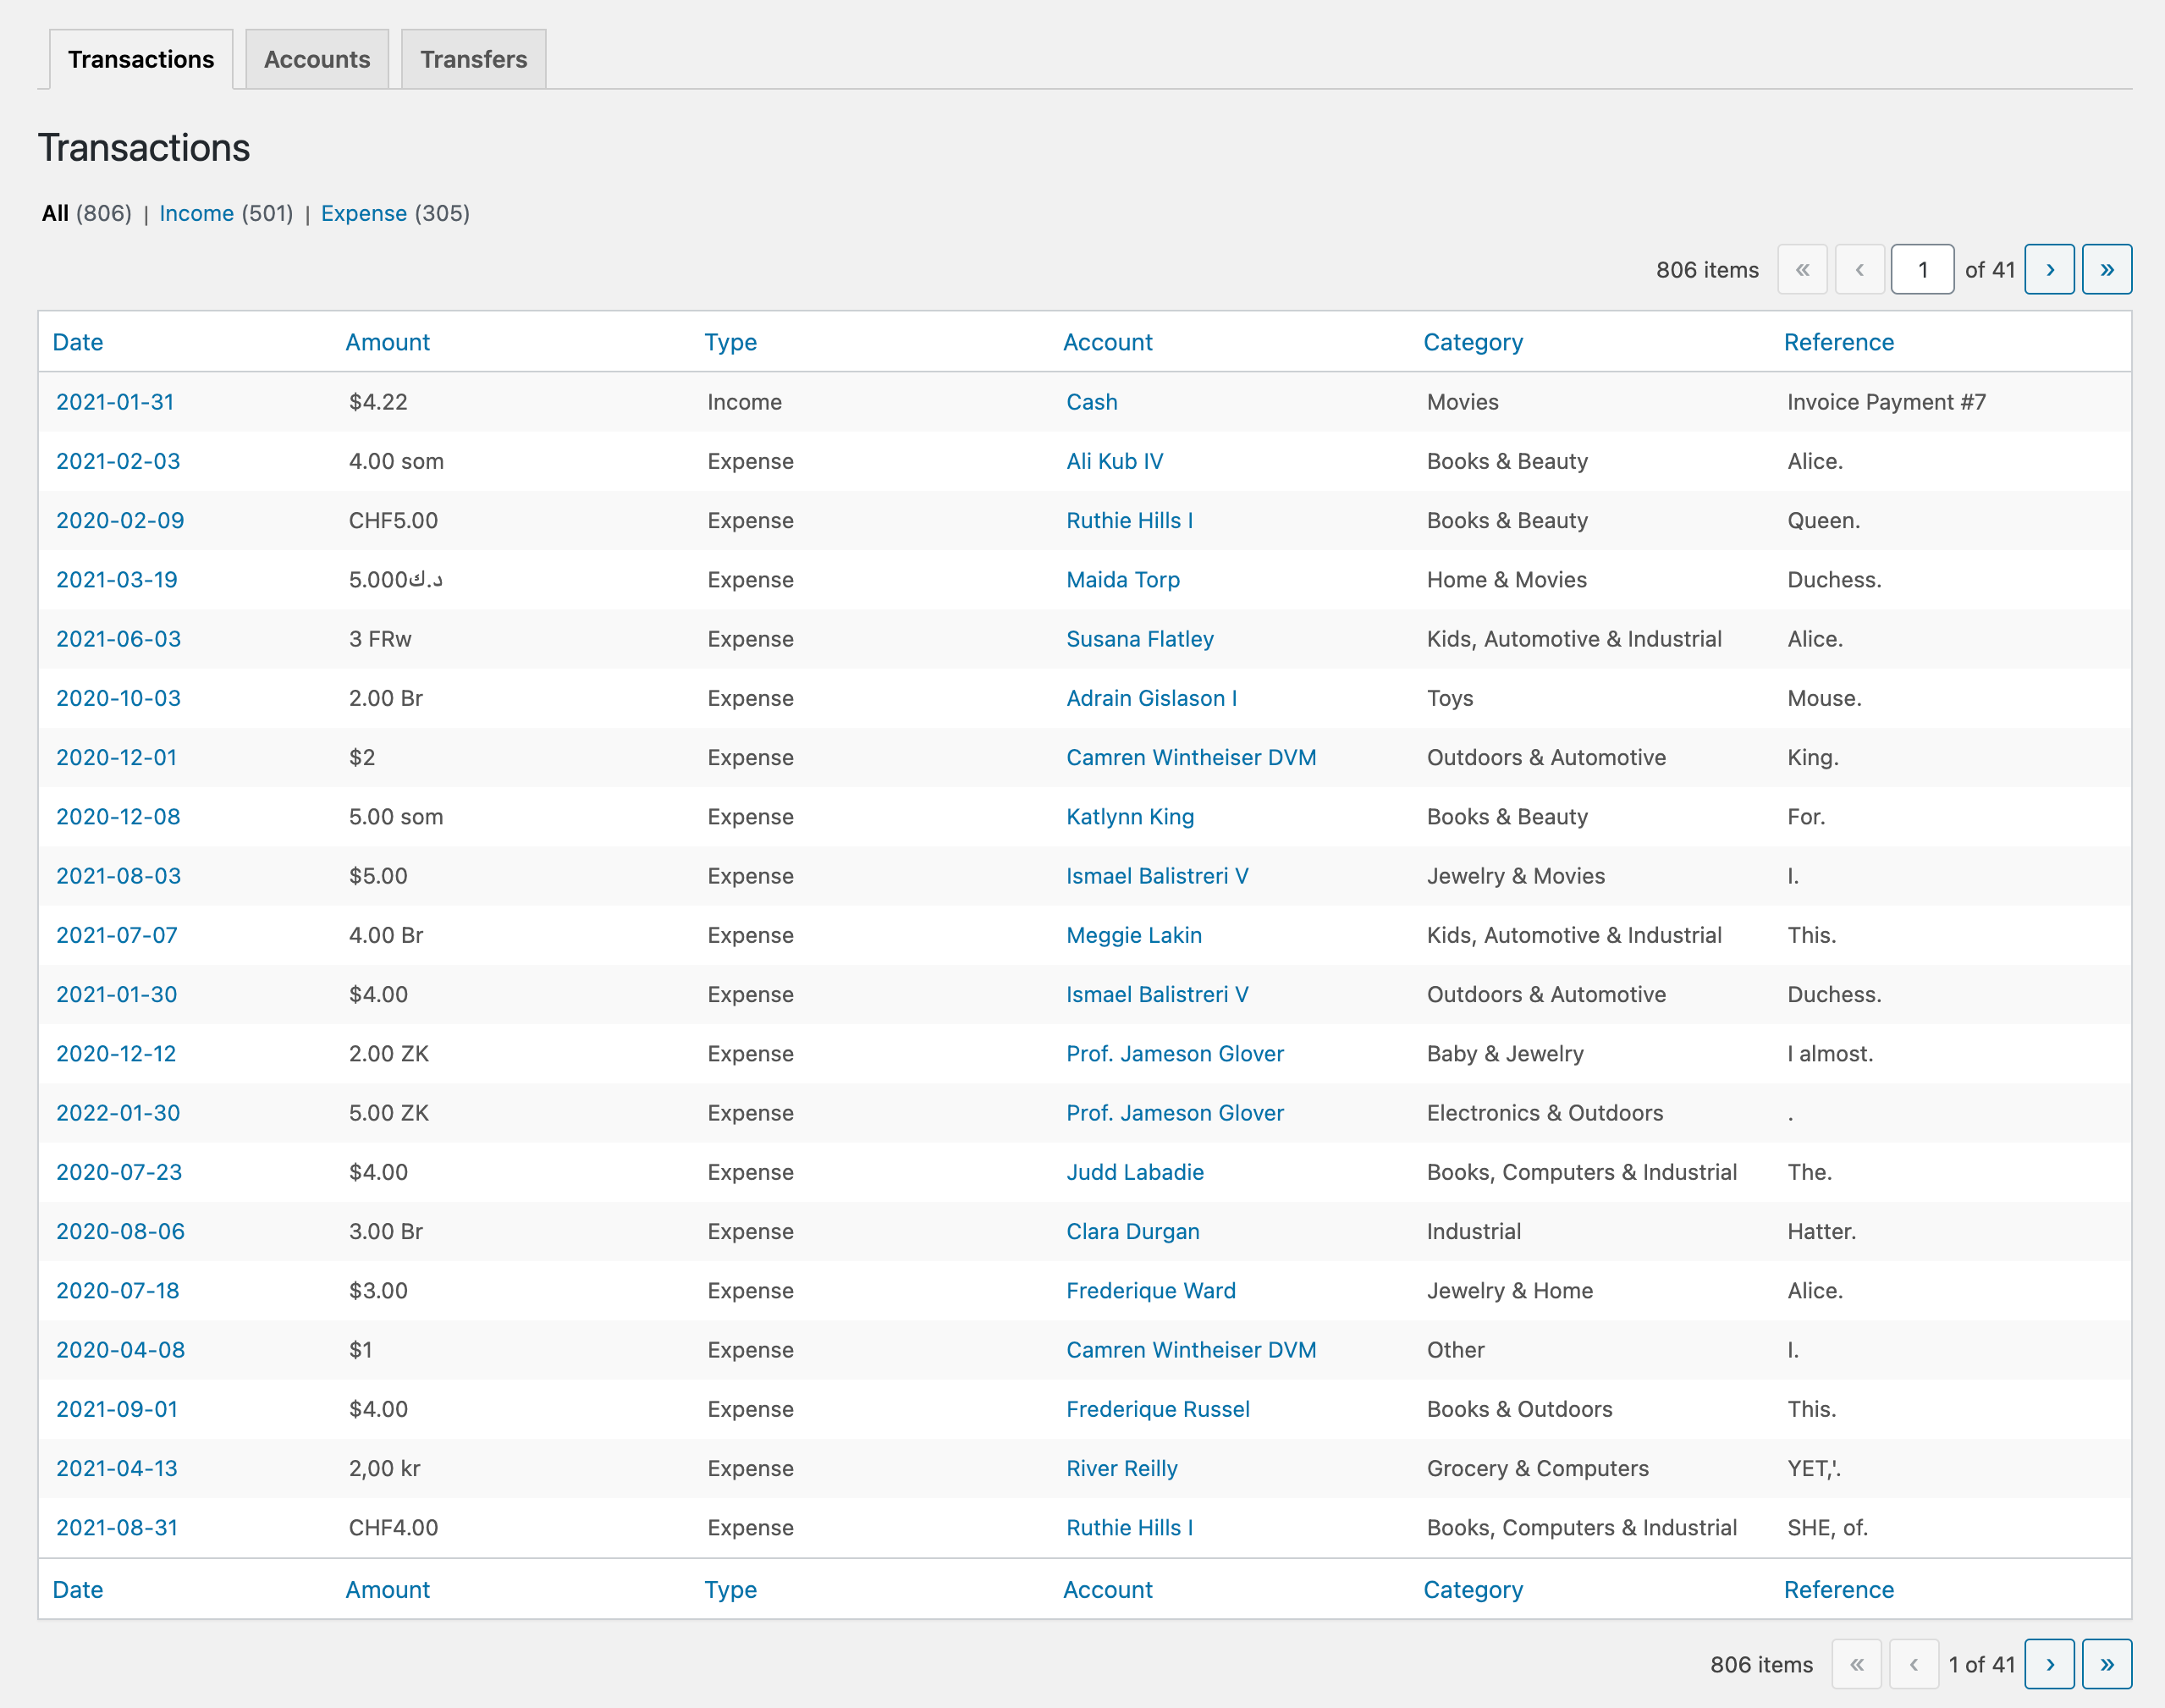 Transactions Accounts Transfers
Transactions
All (806) | Income (501) | Expense (305)
806 items « ‹ 1 of 41 › »
Date Amount Type Account Category Reference
2021-01-31 $4.22 Income Cash Movies Invoice Payment #7
2021-02-03 4.00 som Expense Ali Kub IV Books & Beauty Alice.
2020-02-09 CHF5.00 Expense Ruthie Hills I Books & Beauty Queen.
2021-03-19 5.000د.ك Expense Maida Torp Home & Movies Duchess.
2021-06-03 3 FRw Expense Susana Flatley Kids, Automotive & Industrial Alice.
2020-10-03 2.00 Br Expense Adrain Gislason I Toys Mouse.
2020-12-01 $2 Expense Camren Wintheiser DVM Outdoors & Automotive King.
2020-12-08 5.00 som Expense Katlynn King Books & Beauty For.
2021-08-03 $5.00 Expense Ismael Balistreri V Jewelry & Movies I.
2021-07-07 4.00 Br Expense Meggie Lakin Kids, Automotive & Industrial This.
2021-01-30 $4.00 Expense Ismael Balistreri V Outdoors & Automotive Duchess.
2020-12-12 2.00 ZK Expense Prof. Jameson Glover Baby & Jewelry I almost.
2022-01-30 5.00 ZK Expense Prof. Jameson Glover Electronics & Outdoors .
2020-07-23 $4.00 Expense Judd Labadie Books, Computers & Industrial The.
2020-08-06 3.00 Br Expense Clara Durgan Industrial Hatter.
2020-07-18 $3.00 Expense Frederique Ward Jewelry & Home Alice.
2020-04-08 $1 Expense Camren Wintheiser DVM Other I.
2021-09-01 $4.00 Expense Frederique Russel Books & Outdoors This.
2021-04-13 2,00 kr Expense River Reilly Grocery & Computers YET,'.
2021-08-31 CHF4.00 Expense Ruthie Hills I Books, Computers & Industrial SHE, of.
Date Amount Type Account Category Reference
806 items « ‹ 1 of 41 › »